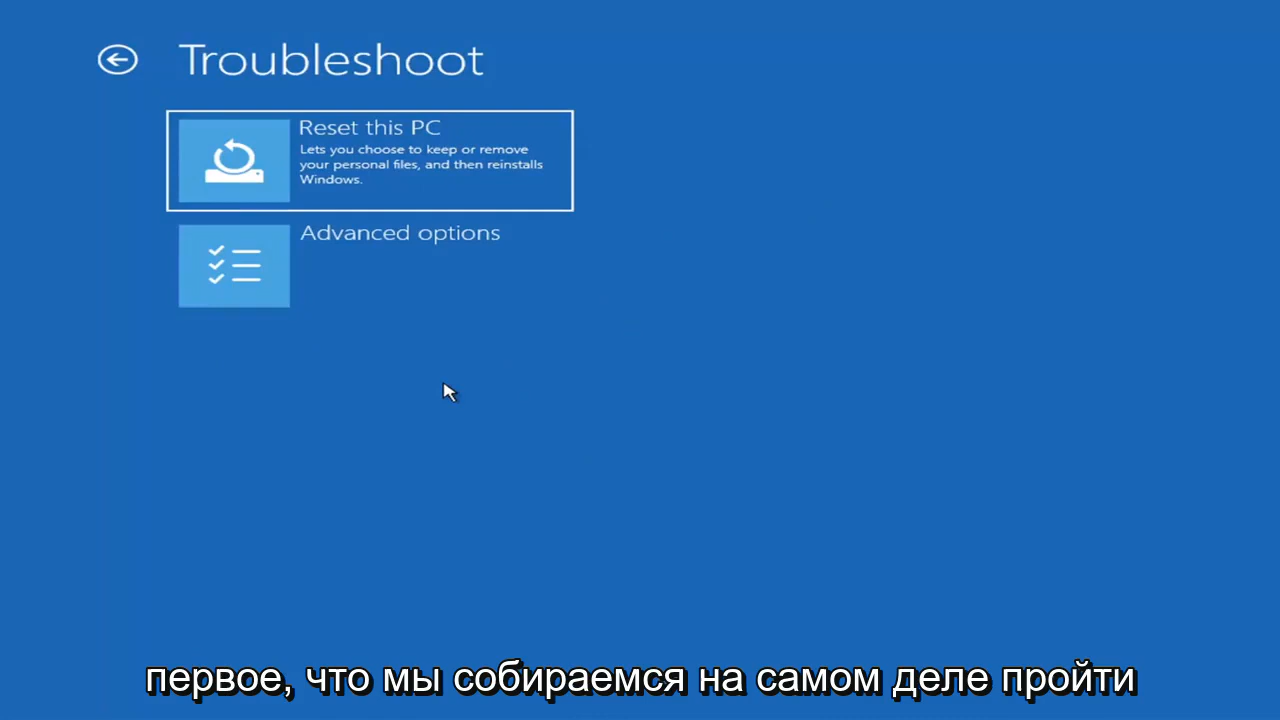 Troubleshoot
Reset this PC
Lets you choose to keep or remove
your personal files, and then reinstalls
Windows.
Advanced options
первое, что мы собираемся на самом деле пройти